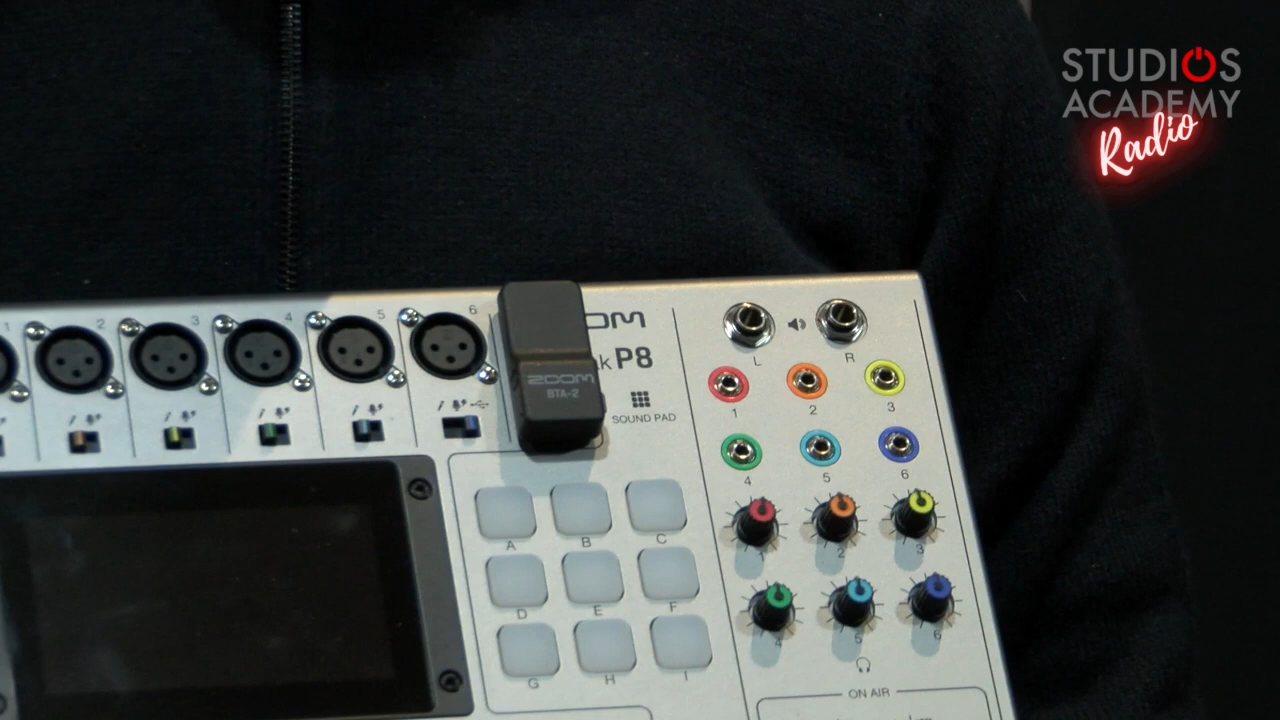 STUDIOS
ACADEMY
Radio
1 2 3 4 5 6
OM
k P8
ZOOM
BTA-2
SOUND PAD
L R
1 2 3
4 5 6
A B C
D E F
G H I
1 2 3
4 5 6
ON AIR